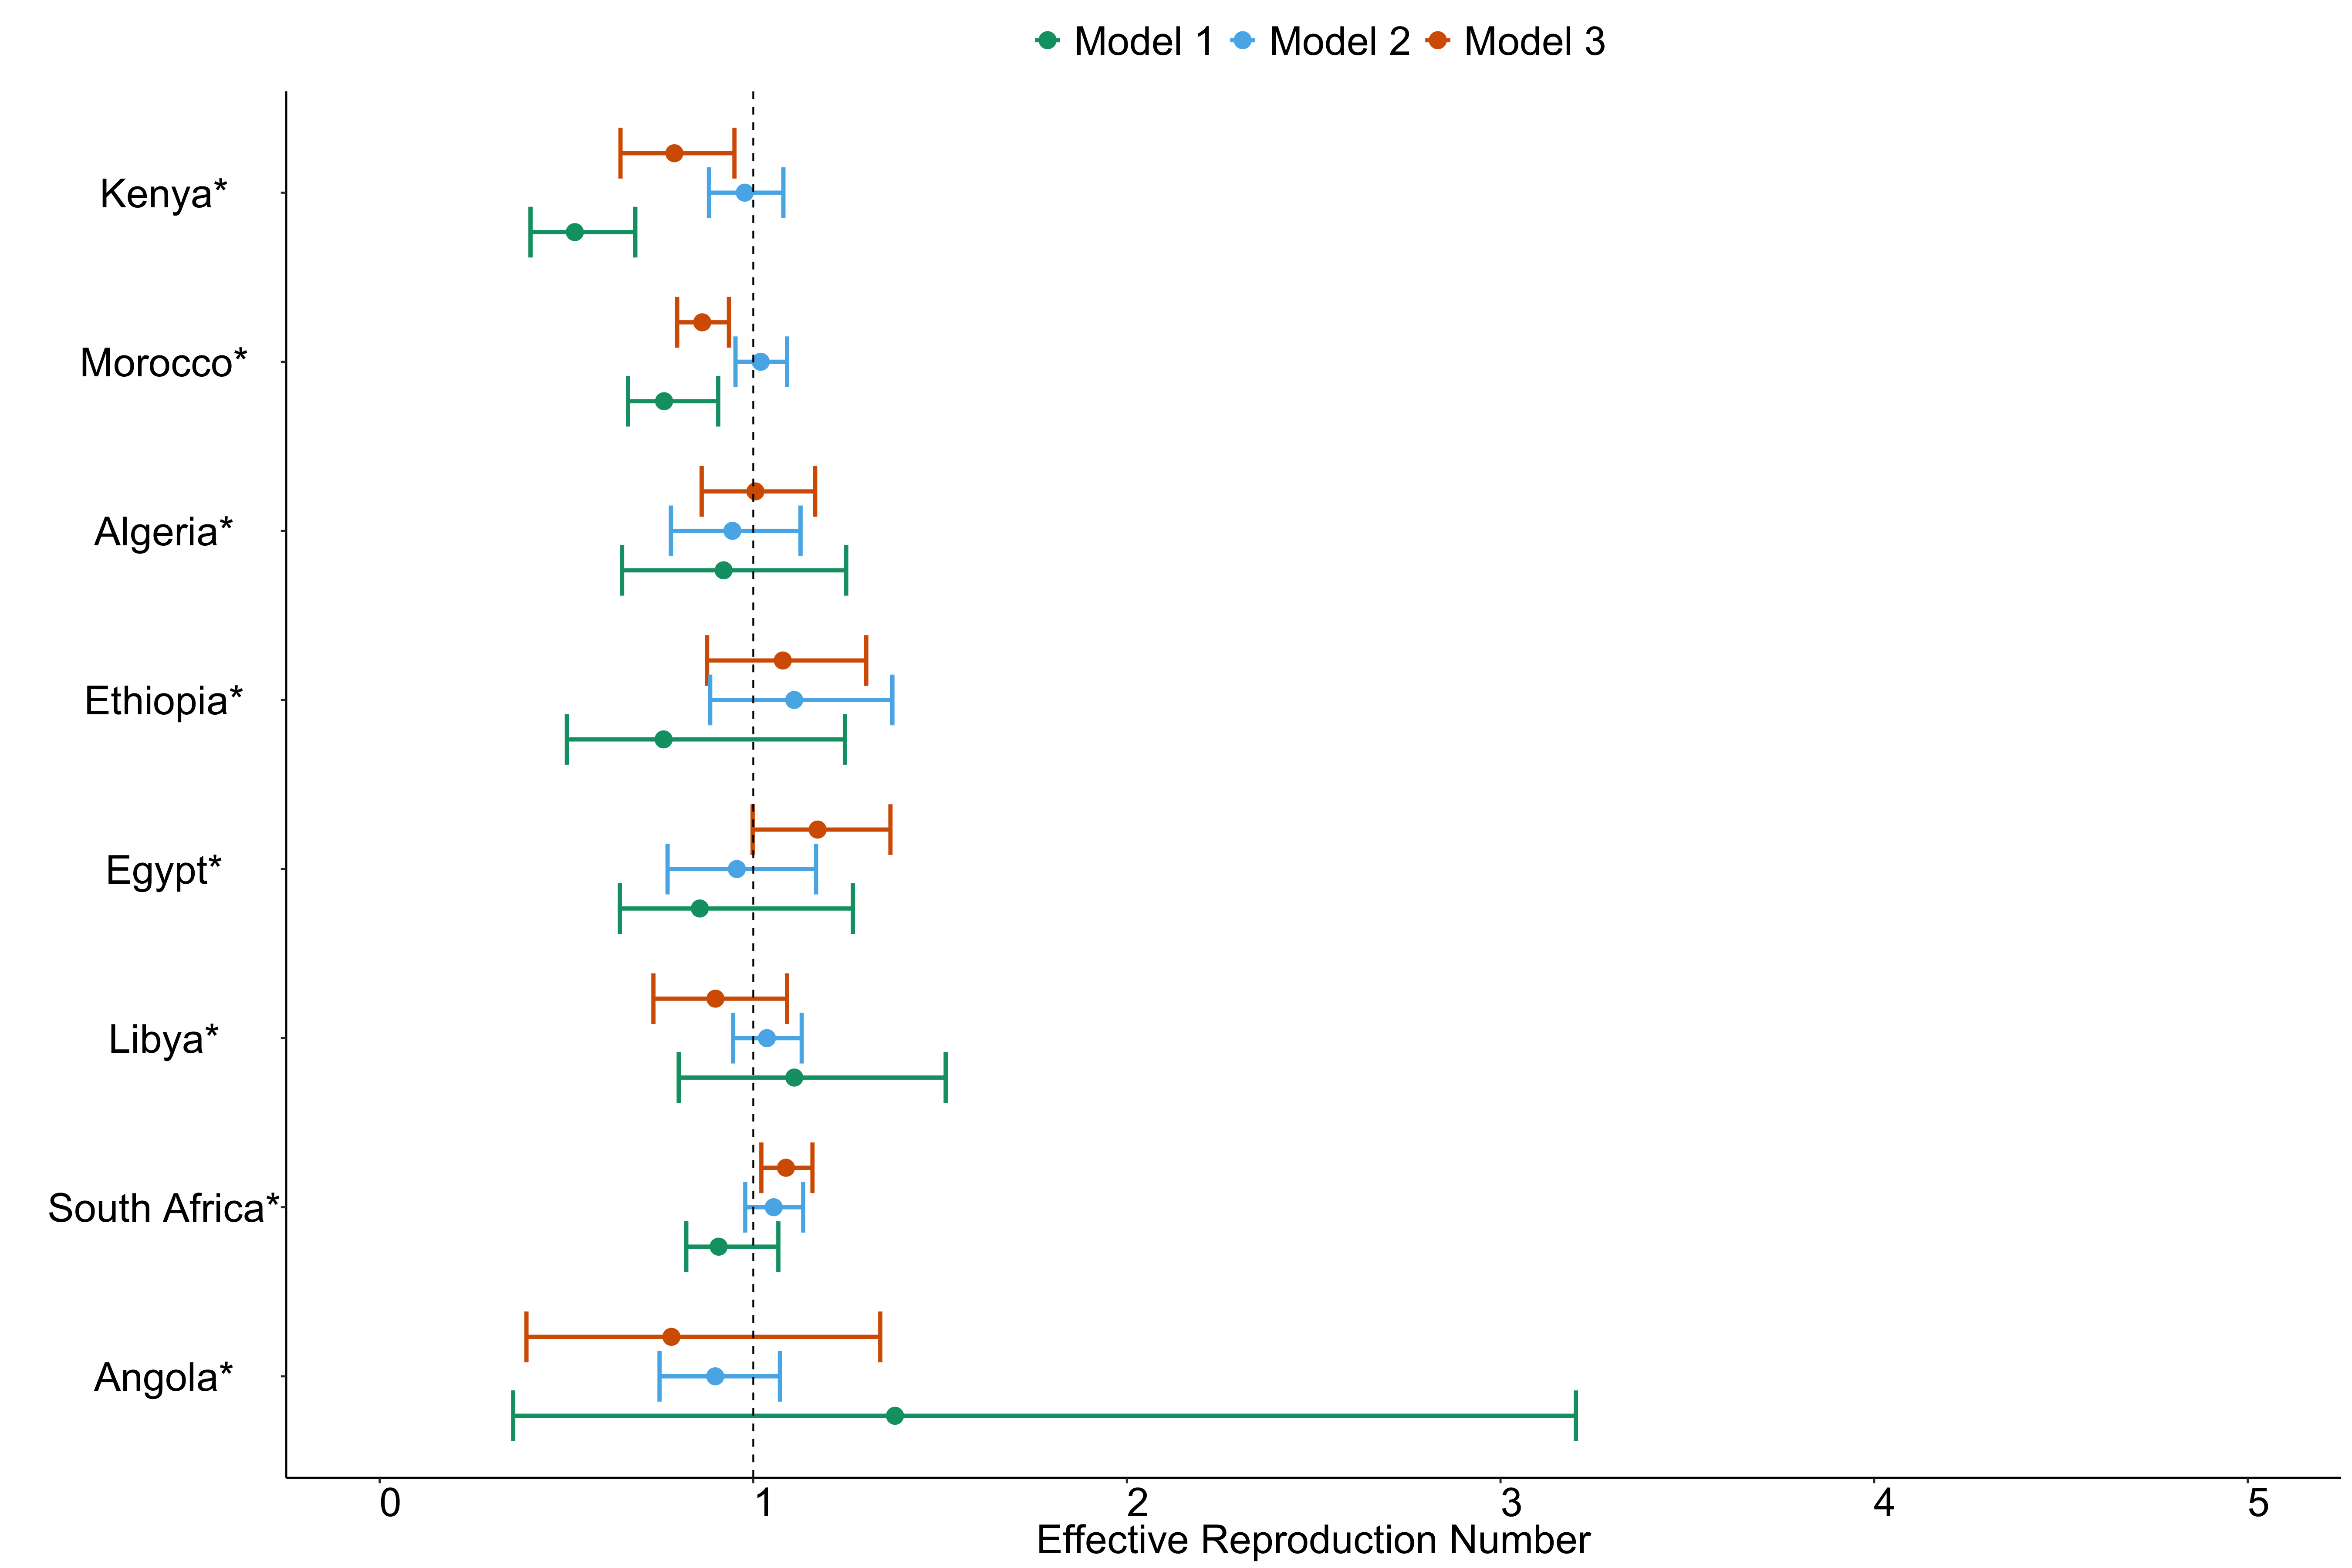 Model 1 Model 2 Model 3
Kenya*
Morocco*
Algeria*
Ethiopia*
Egypt*
Libya*
South Africa*
Angola*
0 1 2 3 4 5
Effective Reproduction Number